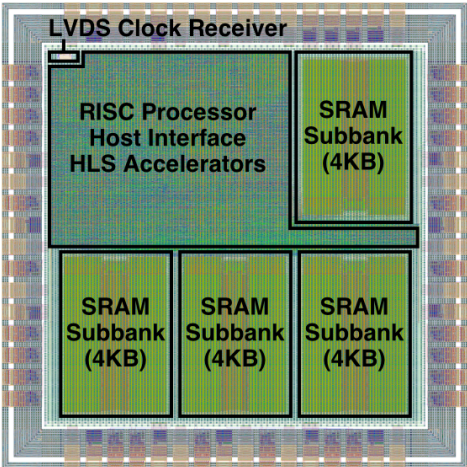 LVDS Clock Receiver
RISC Processor
Host Interface
HLS Accelerators
SRAM
Subbank
(4KB)
SRAM
Subbank
(4KB)
SRAM
Subbank
(4KB)
SRAM
Subbank
(4KB)